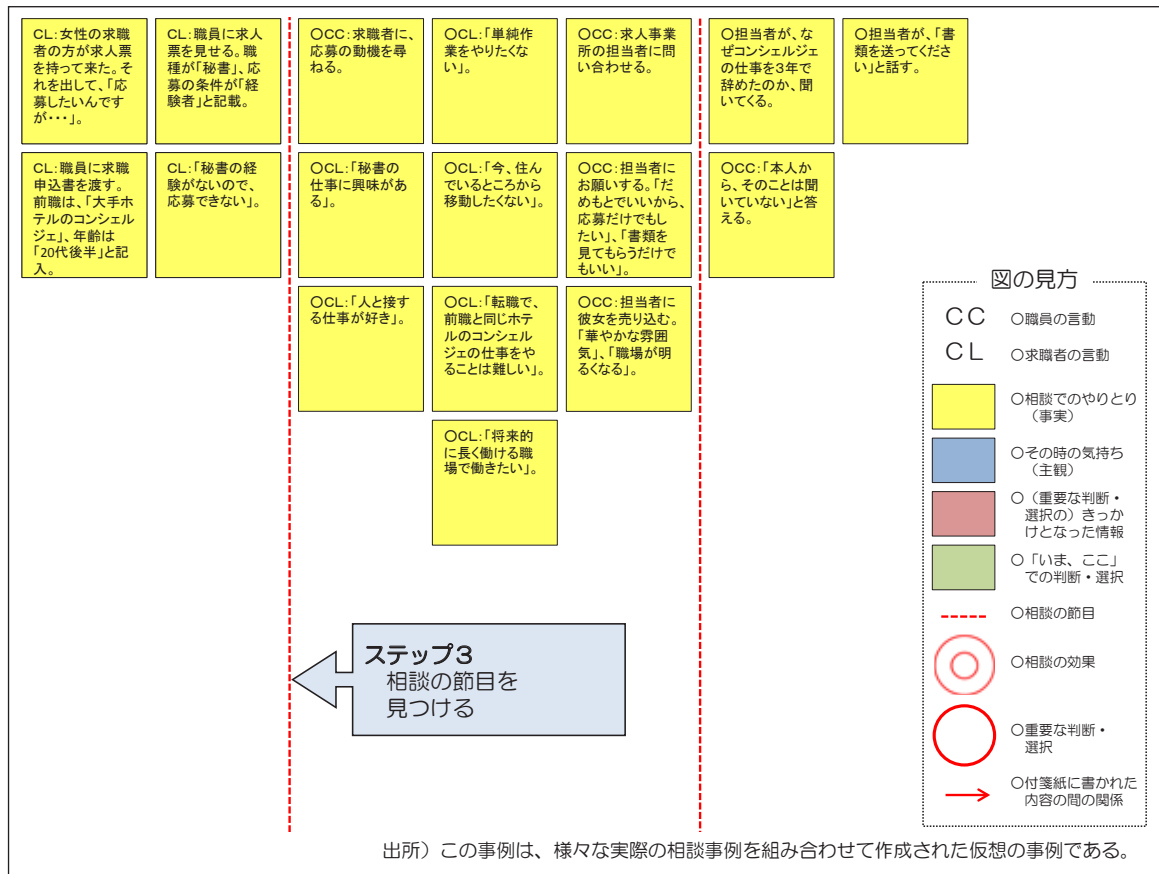 CL:女性の求職
者の方が求人票
を持って来た。そ
れを出して、「応
募したいんです
が・・・」。
CL:職員に求人
票を見せる。職
種が「秘書」、応
募の条件が「経
験者」と記載。
○CC:求職者に、
応募の動機を尋
ねる。
○CL:「単純作
業をやりたくな
い」。
○CC:求人事業
所の担当者に問
い合わせる。
○担当者が、な
ぜコンシェルジェ
の仕事を3年で
辞めたのか、聞
いてくる。
○担当者が、「書
類を送ってくださ
い」と話す。
CL:職員に求職
申込書を渡す。
前職は、「大手ホ
テルのコンシェル
ジェ」、年齢は
「20代後半」と記
入。
CL:「秘書の経
験がないので、
応募できない」。
○CL:「秘書の
仕事に興味があ
る」。
○CL:「今、住ん
でいるところから
移動したくない」。
○CC:担当者に
お願いする。「だ
めもとでいいから、
応募だけでもし
たい」、「書類を
見てもらうだけで
もいい」。
○CC:「本人か
ら、そのことは聞
いていない」と答
える。
○CL:「人と接す
る仕事が好き」。
○CL:「転職で、
前職と同じホテ
ルのコンシェル
ジェの仕事をや
ることは難しい」。
○CC:担当者に
彼女を売り込む。
「華やかな雰囲
気」、「職場が明
るくなる」。
○CL:「将来的
に長く働ける職
場で働きたい」。
ステップ3
相談の節目を
見つける
図の見方
CC ○職員の言動
CL ○求職者の言動
○相談でのやりとり
(事実)
○その時の気持ち
(主観)
○(重要な判断・
選択の)きっか
けとなった情報
○「いま、ここ」
での判断・選択
○相談の節目
○相談の効果
○重要な判断・
選択
○付箋紙に書かれた
内容の間の関係
出所)この事例は、様々な実際の相談事例を組み合わせて作成された仮想の事例である。